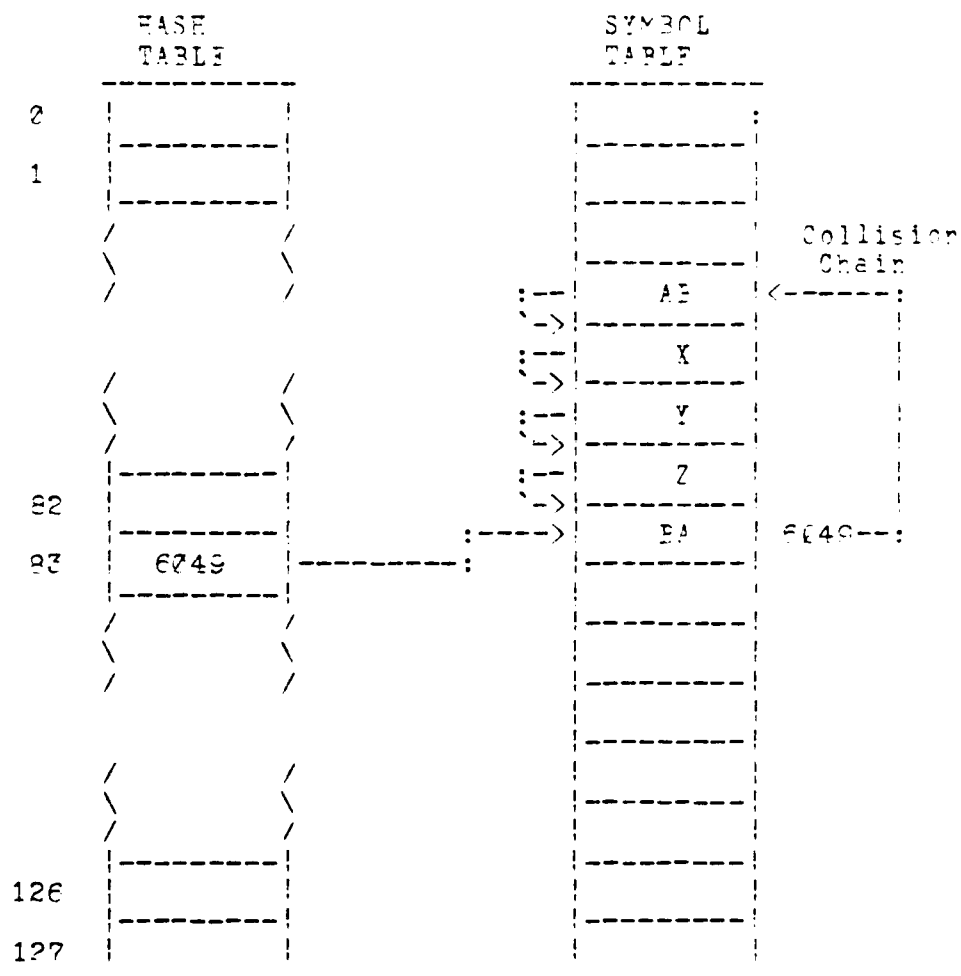 HASH TABLE
SYMBOL TABLE
0
1
Collision Chain
AB
X
Y
Z
82
BA 6049
83 6049
126
127